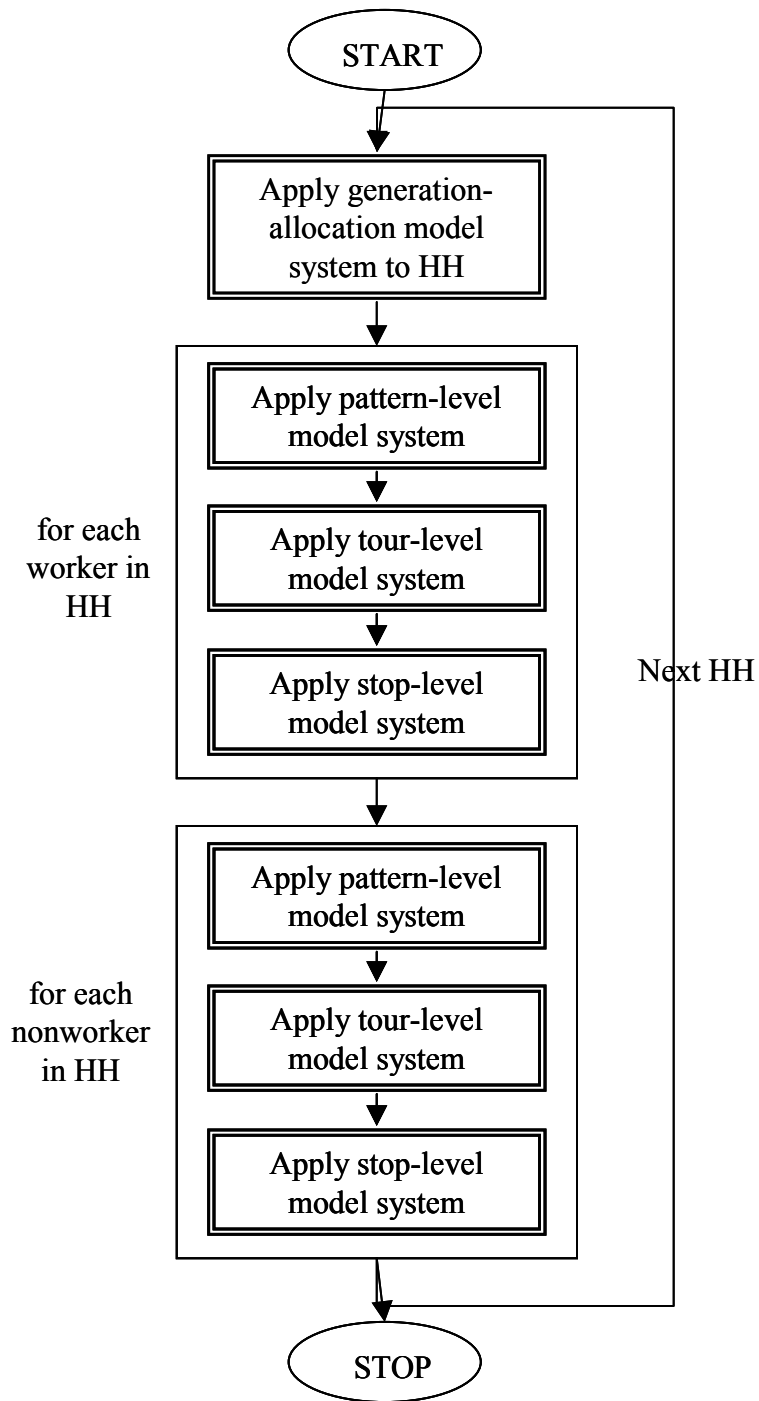 START
Apply generation-
allocation model
system to HH
Apply pattern-level
model system
for each
worker in
HH
Apply tour-level
model system
Apply stop-level
model system
Next HH
Apply pattern-level
model system
for each
nonworker
in HH
Apply tour-level
model system
Apply stop-level
model system
STOP